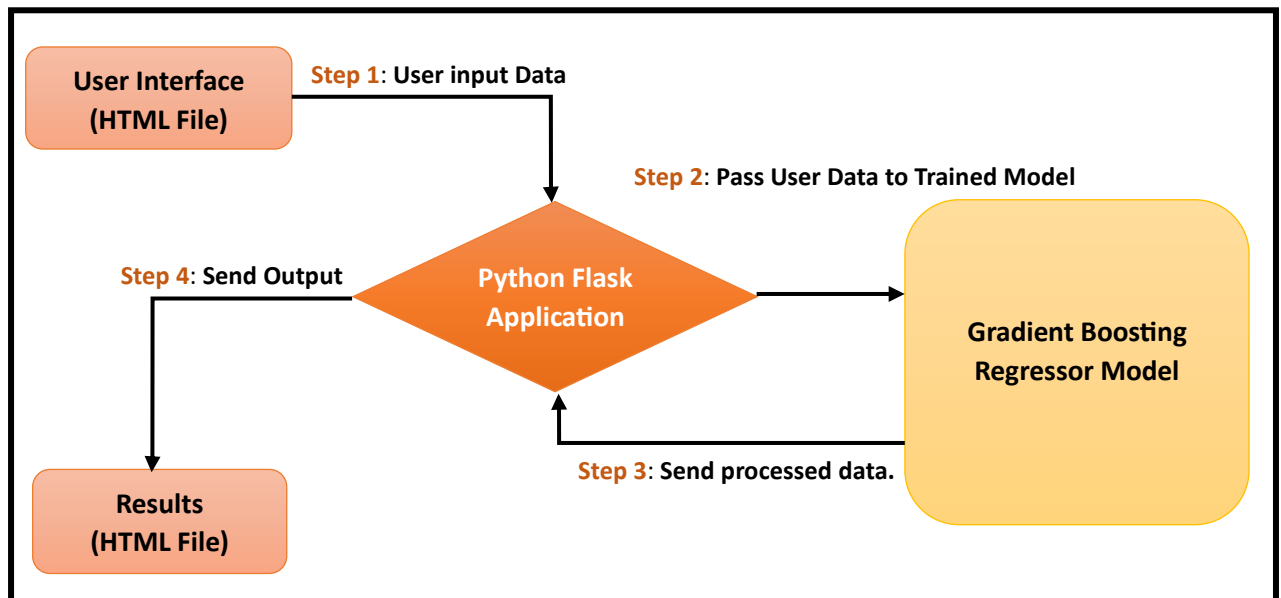 User Interface
(HTML File)
Step 1: User input Data
Step 2: Pass User Data to Trained Model
Python Flask
Application
Step 4: Send Output
Gradient Boosting
Regressor Model
Step 3: Send processed data.
Results
(HTML File)